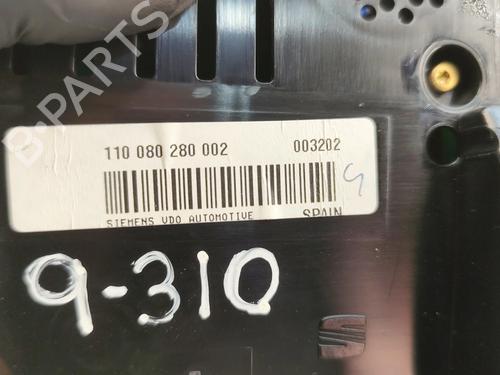 B-PARTS
110 080 280 002 003202
SIEMENS VDO AUTOMOTIVE SPAIN
9-310